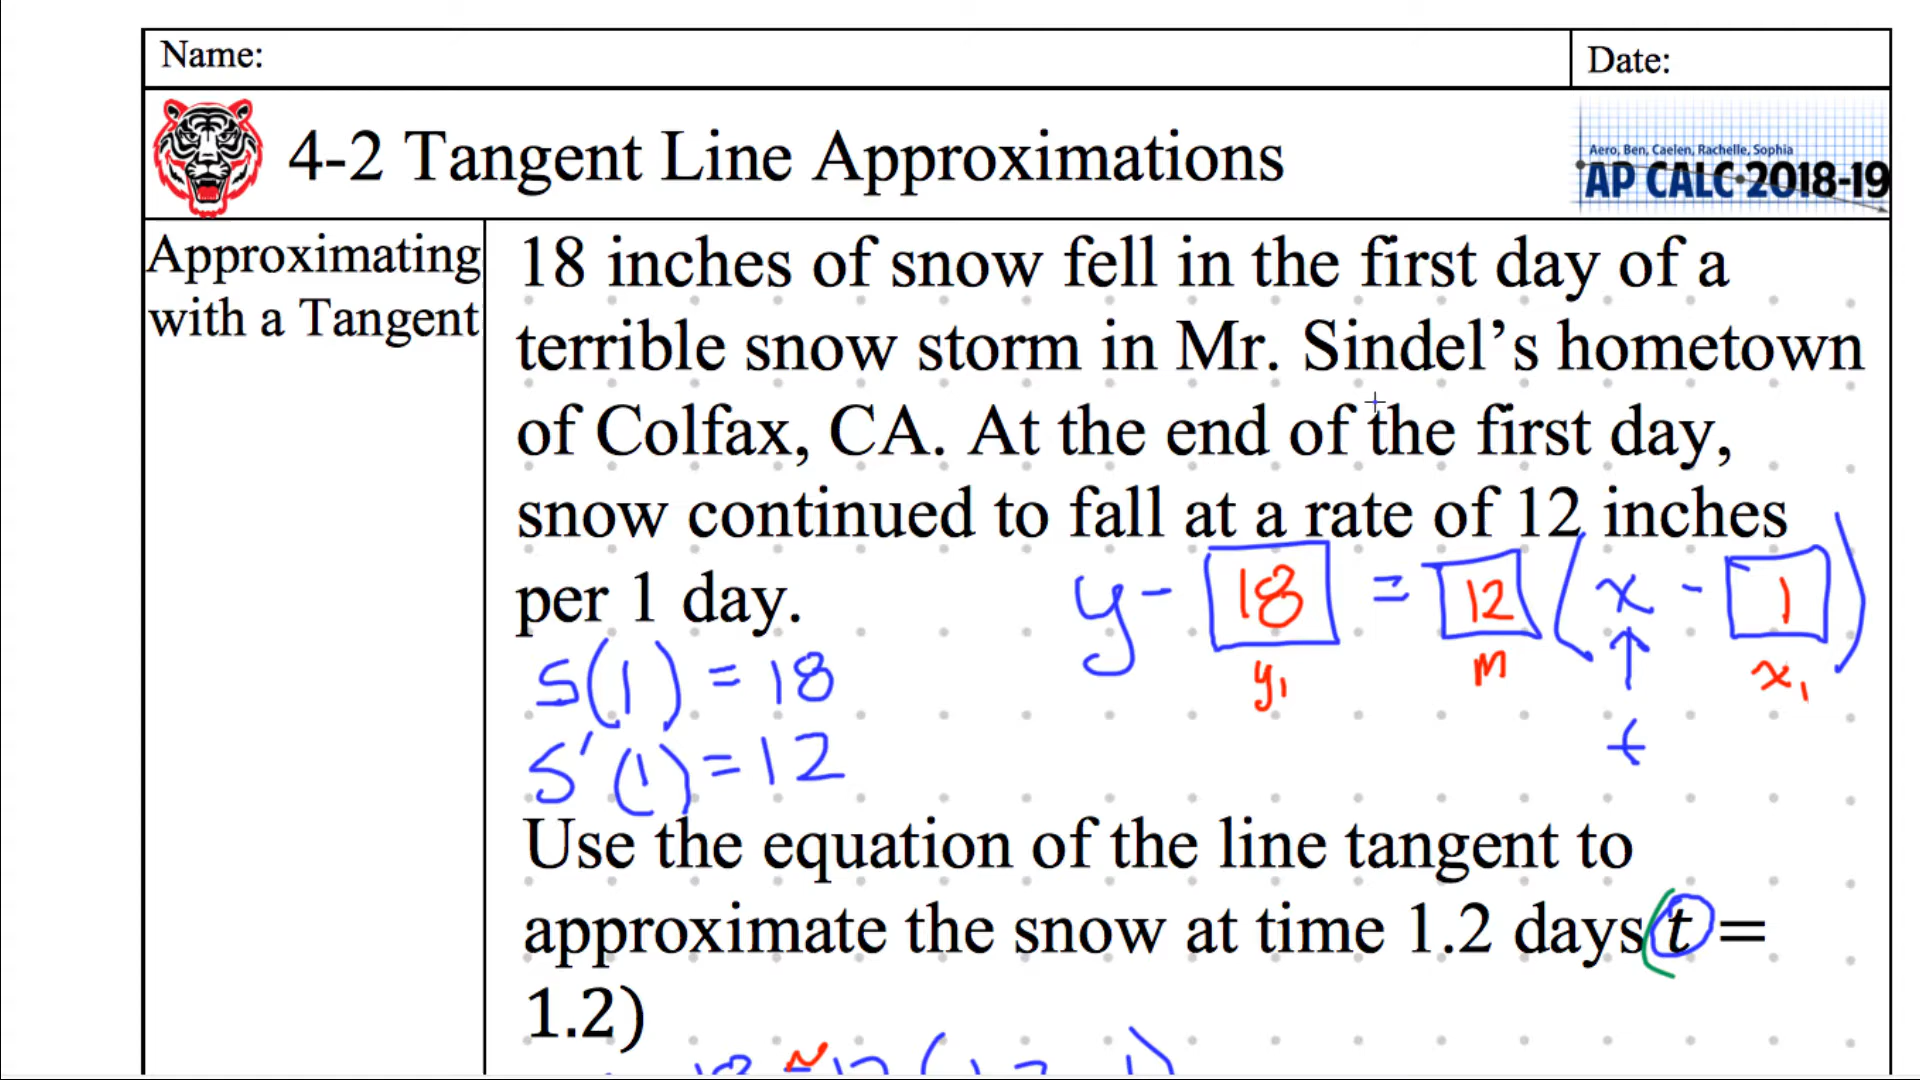 Name:
Date:
4-2 Tangent Line Approximations
Aero, Ben, Caelen, Rachelle, Sophia
AP CALC 2018-19
Approximating
with a Tangent
18 inches of snow fell in the first day of a
terrible snow storm in Mr. Sindel’s hometown
of Colfax, CA. At the end of the first day,
snow continued to fall at a rate of 12 inches
per 1 day.
y - 18 = 12 (x - 1)
y₁ m x₁
t
s(1) = 18
s'(1) = 12
Use the equation of the line tangent to
approximate the snow at time 1.2 days (t =
1.2)